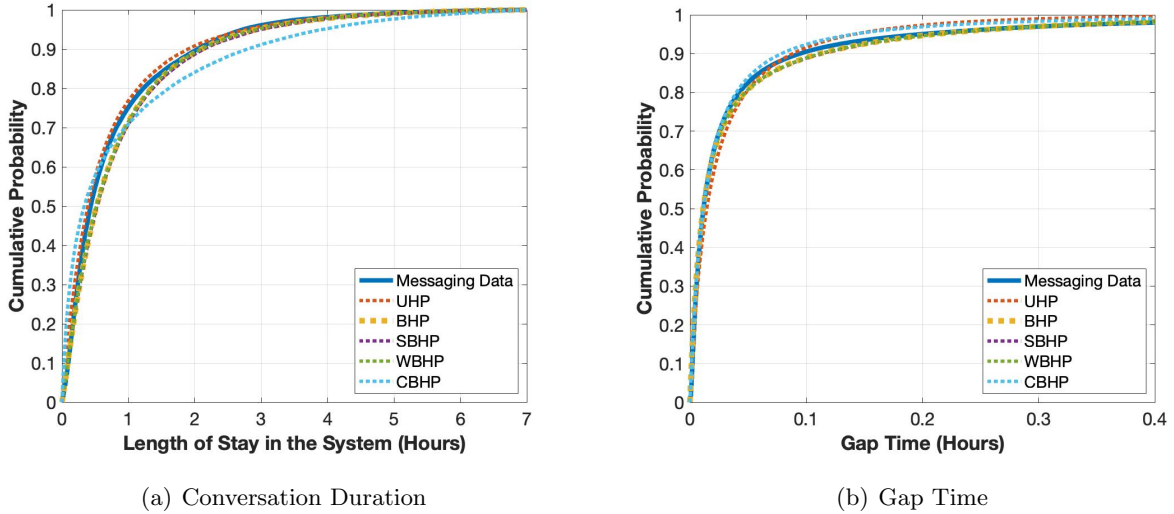 1
0.9
0.8
0.7
0.6
0.5
0.4
0.3
0.2
0.1
0
Cumulative Probability
Messaging Data
UHP
BHP
SBHP
WBHP
CBHP
0 1 2 3 4 5 6 7
Length of Stay in the System (Hours)
(a) Conversation Duration
1
0.9
0.8
0.7
0.6
0.5
0.4
0.3
0.2
0.1
0
Cumulative Probability
Messaging Data
UHP
BHP
SBHP
WBHP
CBHP
0 0.1 0.2 0.3 0.4
Gap Time (Hours)
(b) Gap Time